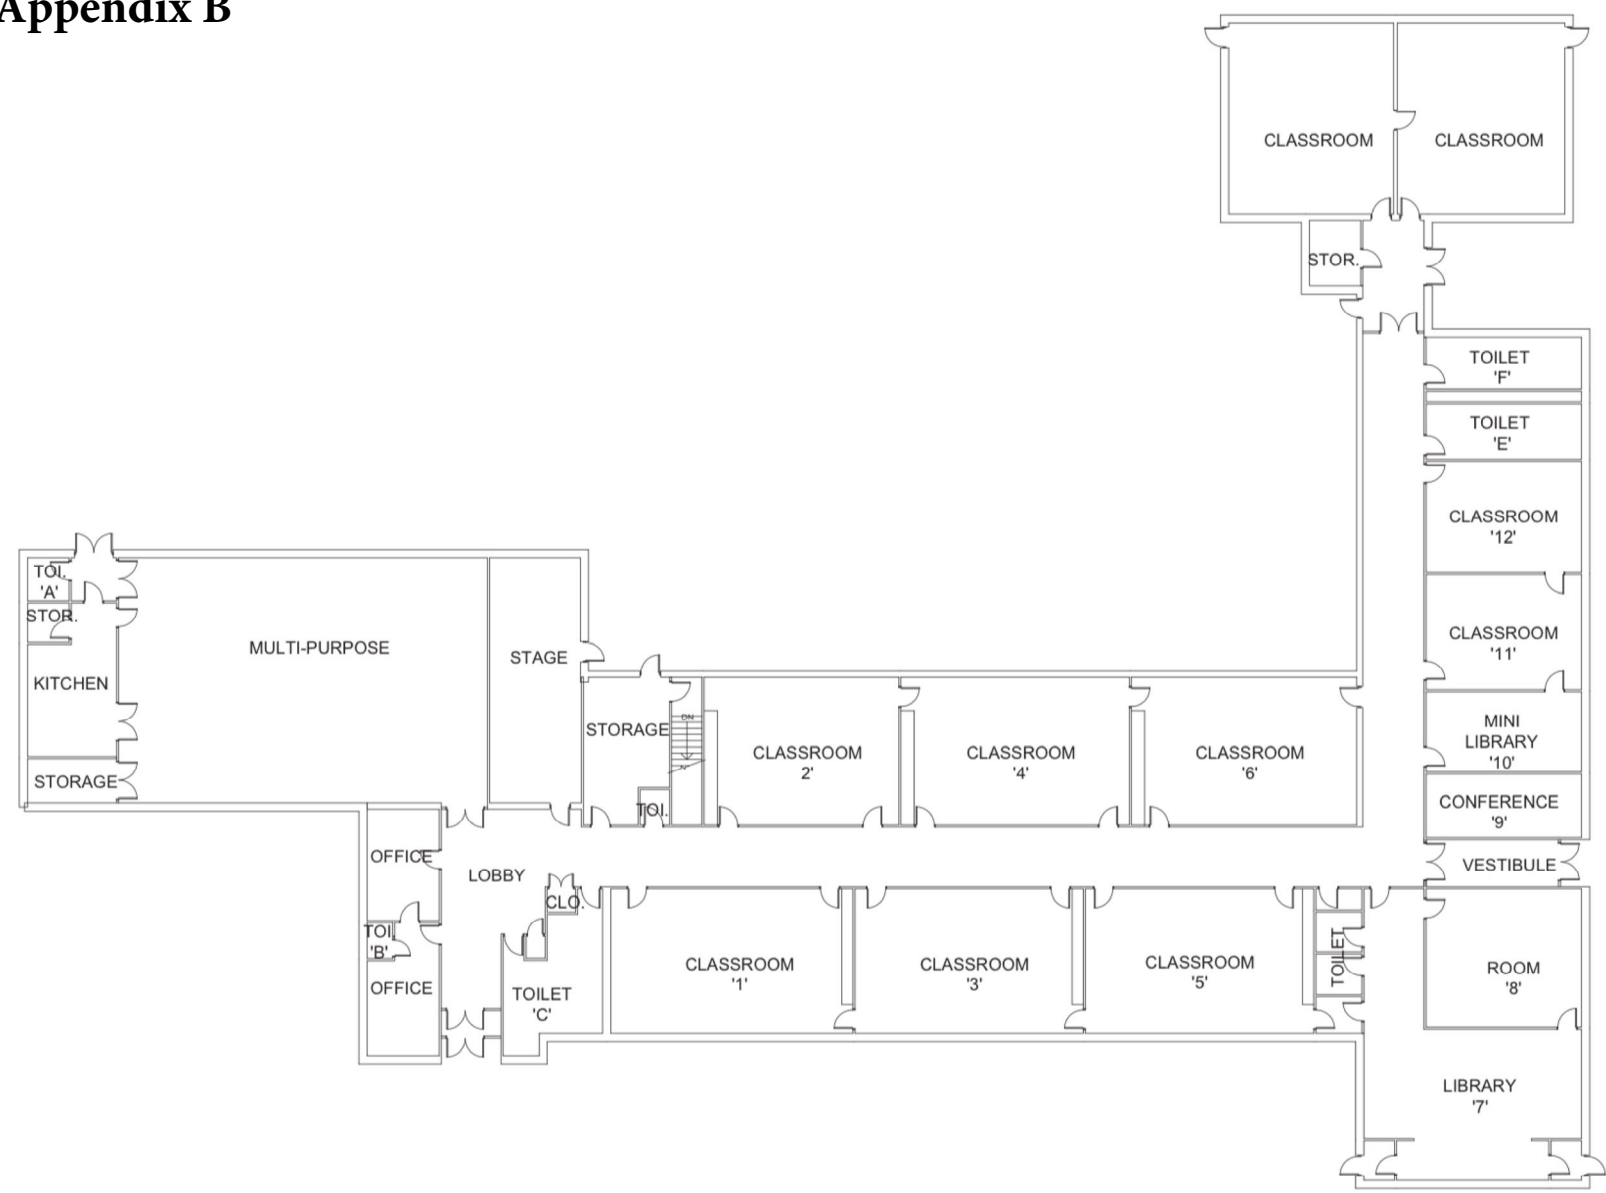 Appendix B
CLASSROOM
CLASSROOM
STOR.
TOILET
'F'
TOILET
'E'
CLASSROOM
'12'
TOI.
'A'
STOR.
KITCHEN
STORAGE
MULTI-PURPOSE
STAGE
STORAGE
DN
TOI.
CLASSROOM
2'
CLASSROOM
'4'
CLASSROOM
'6'
CLASSROOM
'11'
MINI
LIBRARY
'10'
CONFERENCE
'9'
VESTIBULE
OFFICE
LOBBY
CLO.
TOI.
'B'
OFFICE
TOILET
'C'
CLASSROOM
'1'
CLASSROOM
'3'
CLASSROOM
'5'
TOILET
TOILET
ROOM
'8'
LIBRARY
'7'